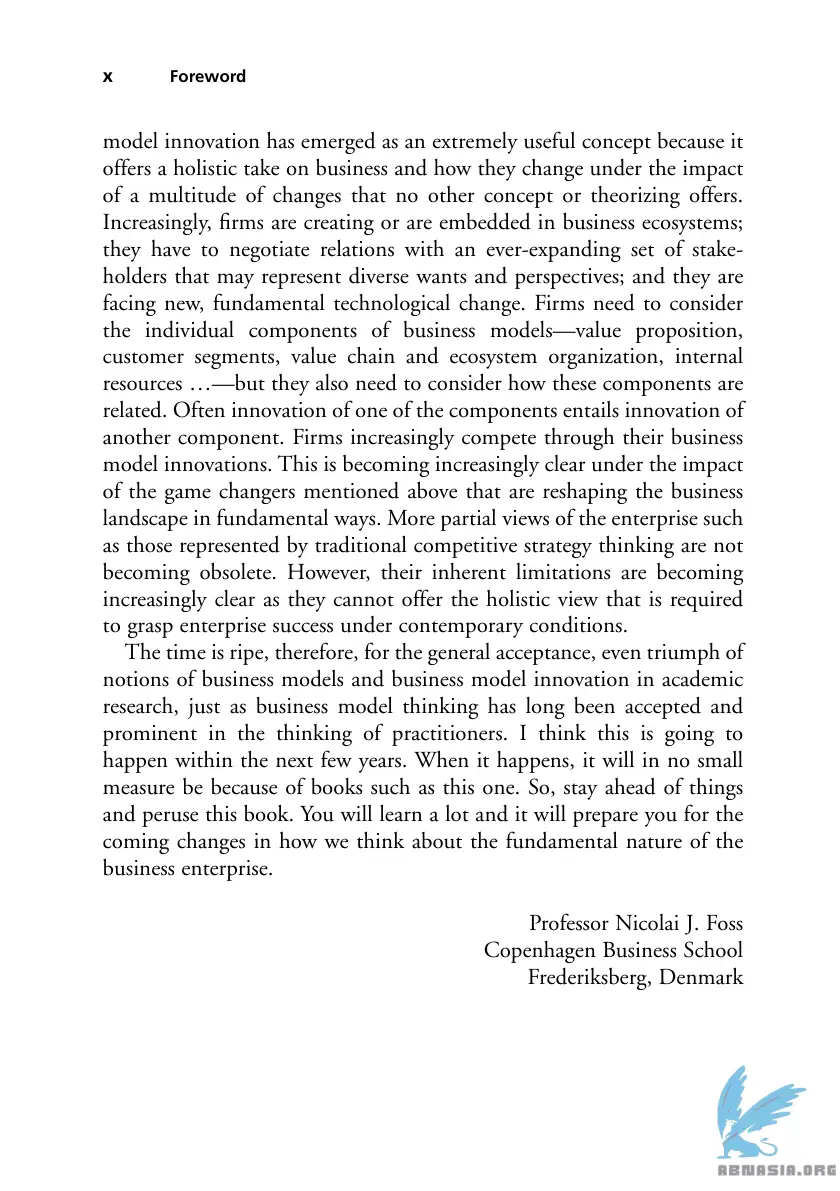 x Foreword
model innovation has emerged as an extremely useful concept because it
offers a holistic take on business and how they change under the impact
of a multitude of changes that no other concept or theorizing offers.
Increasingly, firms are creating or are embedded in business ecosystems;
they have to negotiate relations with an ever-expanding set of stake-
holders that may represent diverse wants and perspectives; and they are
facing new, fundamental technological change. Firms need to consider
the individual components of business models—value proposition,
customer segments, value chain and ecosystem organization, internal
resources …—but they also need to consider how these components are
related. Often innovation of one of the components entails innovation of
another component. Firms increasingly compete through their business
model innovations. This is becoming increasingly clear under the impact
of the game changers mentioned above that are reshaping the business
landscape in fundamental ways. More partial views of the enterprise such
as those represented by traditional competitive strategy thinking are not
becoming obsolete. However, their inherent limitations are becoming
increasingly clear as they cannot offer the holistic view that is required
to grasp enterprise success under contemporary conditions.
The time is ripe, therefore, for the general acceptance, even triumph of
notions of business models and business model innovation in academic
research, just as business model thinking has long been accepted and
prominent in the thinking of practitioners. I think this is going to
happen within the next few years. When it happens, it will in no small
measure be because of books such as this one. So, stay ahead of things
and peruse this book. You will learn a lot and it will prepare you for the
coming changes in how we think about the fundamental nature of the
business enterprise.
Professor Nicolai J. Foss
Copenhagen Business School
Frederiksberg, Denmark
ABNASIA.ORG